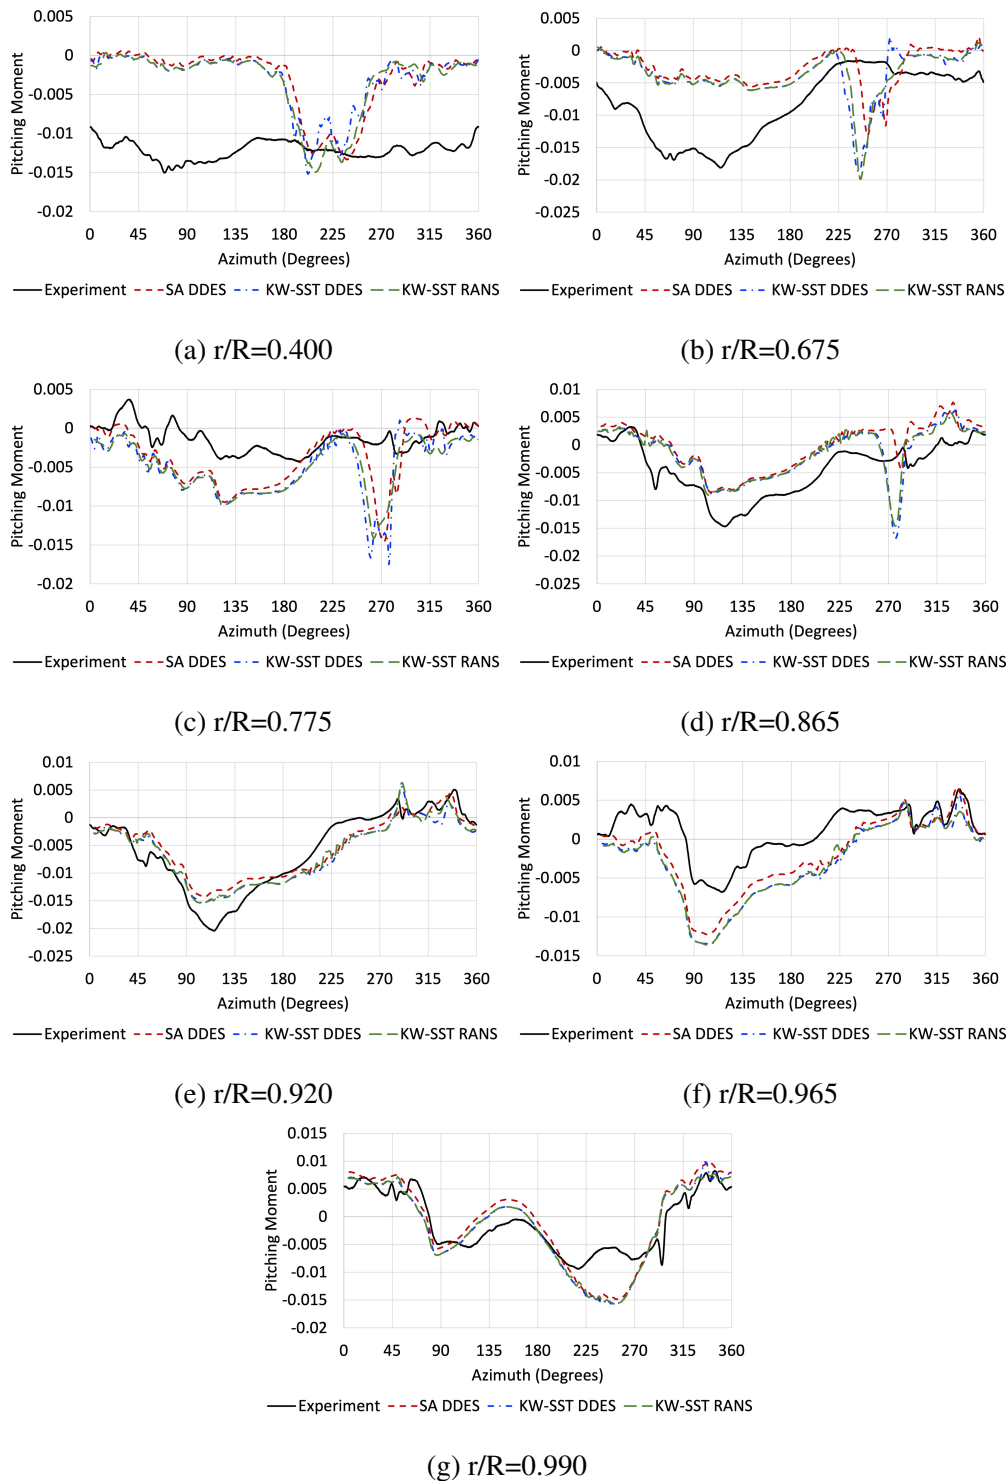 0.005
0
-0.005
-0.01
-0.015
-0.02
Pitching Moment
0 45 90 135 180 225 270 315 360
Azimuth (Degrees)
Experiment SA DDES KW-SST DDES KW-SST RANS
(a) r/R=0.400
0.005
0
-0.005
-0.01
-0.015
-0.02
-0.025
Pitching Moment
0 45 90 135 180 225 270 315 360
Azimuth (Degrees)
Experiment SA DDES KW-SST DDES KW-SST RANS
(b) r/R=0.675
0.005
0
-0.005
-0.01
-0.015
-0.02
Pitching Moment
0 45 90 135 180 225 270 315 360
Azimuth (Degrees)
Experiment SA DDES KW-SST DDES KW-SST RANS
(c) r/R=0.775
0.01
0.005
0
-0.005
-0.01
-0.015
-0.02
-0.025
Pitching Moment
0 45 90 135 180 225 270 315 360
Azimuth (Degrees)
Experiment SA DDES KW-SST DDES KW-SST RANS
(d) r/R=0.865
0.01
0.005
0
-0.005
-0.01
-0.015
-0.02
-0.025
Pitching Moment
0 45 90 135 180 225 270 315 360
Azimuth (Degrees)
Experiment SA DDES KW-SST DDES KW-SST RANS
(e) r/R=0.920
0.01
0.005
0
-0.005
-0.01
-0.015
Pitching Moment
0 45 90 135 180 225 270 315 360
Azimuth (Degrees)
Experiment SA DDES KW-SST DDES KW-SST RANS
(f) r/R=0.965
0.015
0.01
0.005
0
-0.005
-0.01
-0.015
-0.02
Pitching Moment
0 45 90 135 180 225 270 315 360
Azimuth (Degrees)
Experiment SA DDES KW-SST DDES KW-SST RANS
(g) r/R=0.990